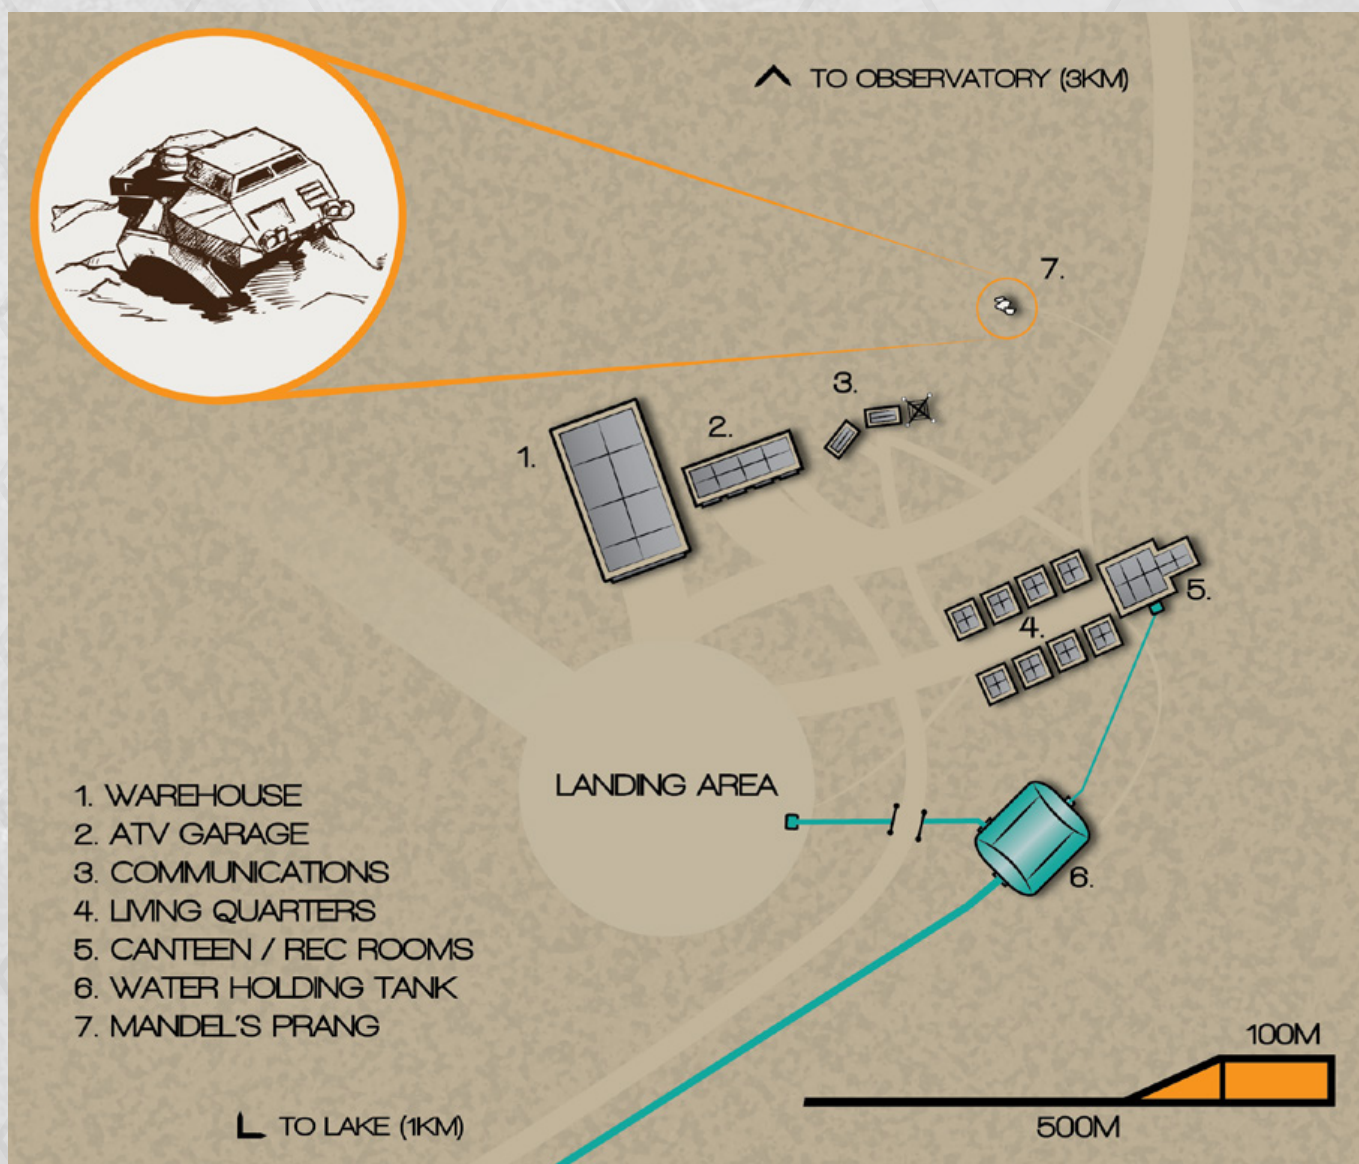 TO OBSERVATORY (3KM)
7.
3.
2.
1.
5.
4.
LANDING AREA
6.
1. WAREHOUSE
2. ATV GARAGE
3. COMMUNICATIONS
4. LIVING QUARTERS
5. CANTEEN / REC ROOMS
6. WATER HOLDING TANK
7. MANDEL'S PRANG
100M
500M
TO LAKE (1KM)